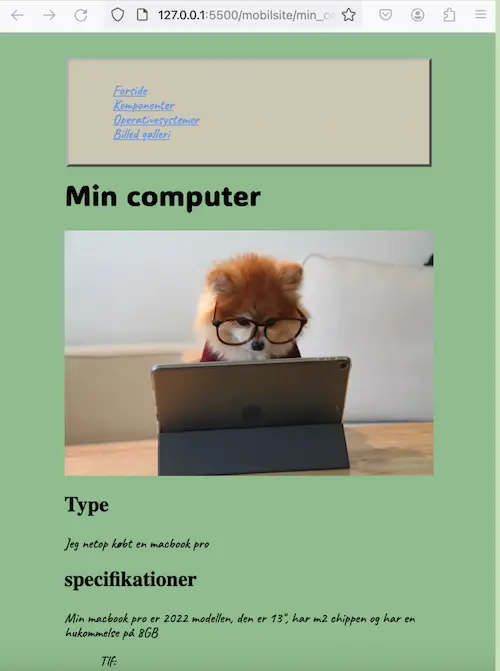 127.0.0.1:5500/mobilsite/min_co
Forside
Komponenter
Operativesystemer
Billed galleri
Min computer
Type
Jeg netop købt en macbook pro
specifikationer
Min macbook pro er 2022 modellen, den er 13", har m2 chippen og har en
hukommelse på 8GB
Tlf: